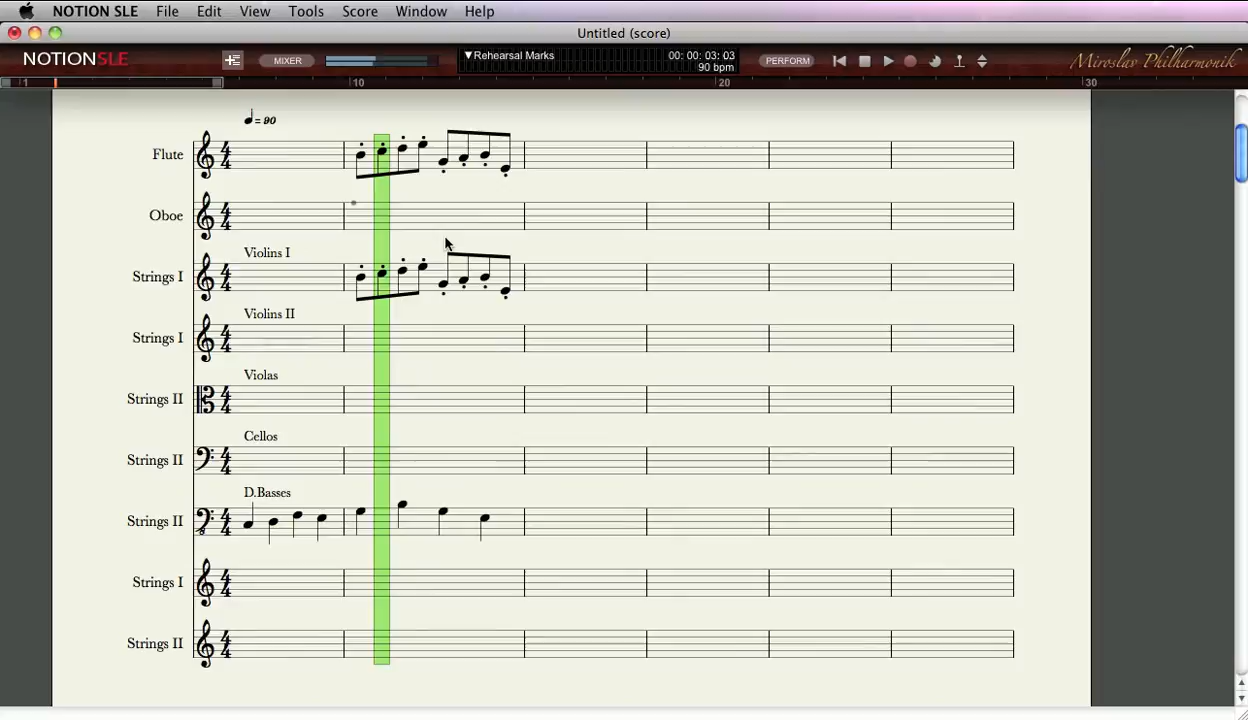 NOTION SLE File Edit View Tools Score Window Help
Untitled (score)
NOTIONSLE MIXER ▼Rehearsal Marks 00: 00: 03: 03 PERFORM Miroslav Philharmonik
90 bpm
1 10 20 30
= 90
Flute
Oboe
Violins I
Strings I
Violins II
Strings I
Violas
Strings II
Cellos
Strings II
D.Basses
Strings II
Strings I
Strings II